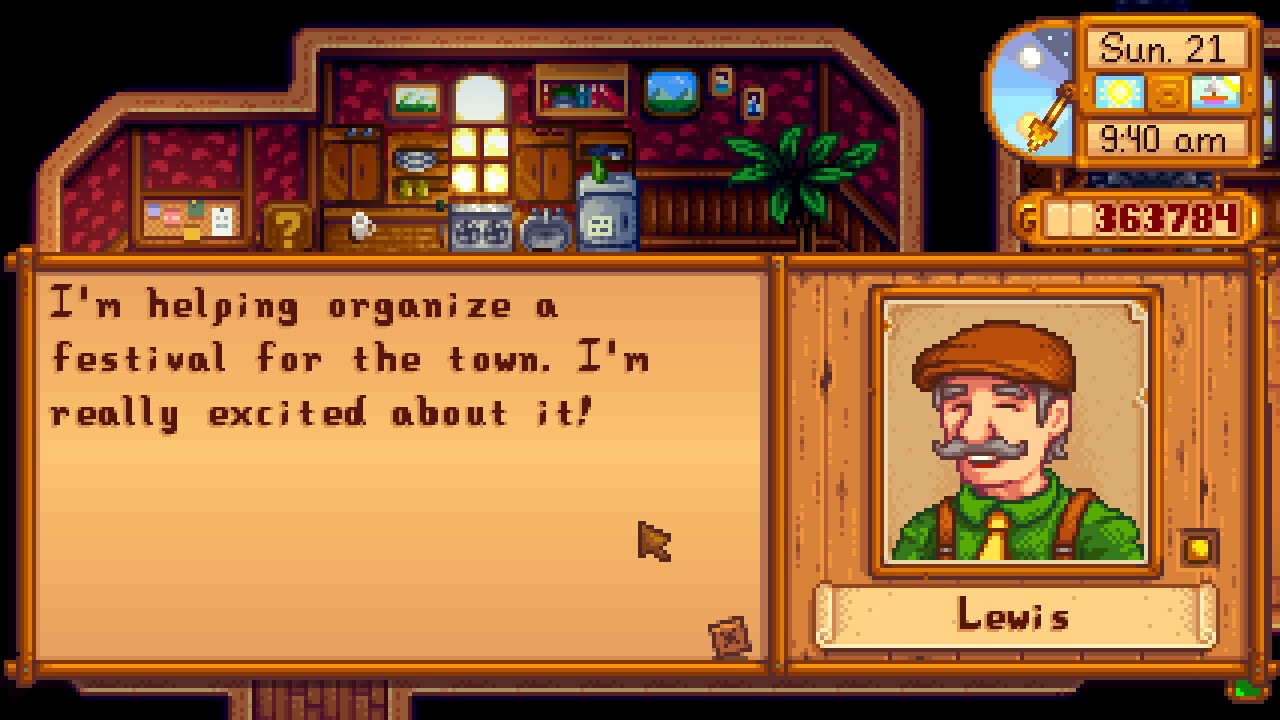 Sun. 21
9:40 am
363784
I'm helping organize a
festival for the town. I'm
really excited about it!
Lewis